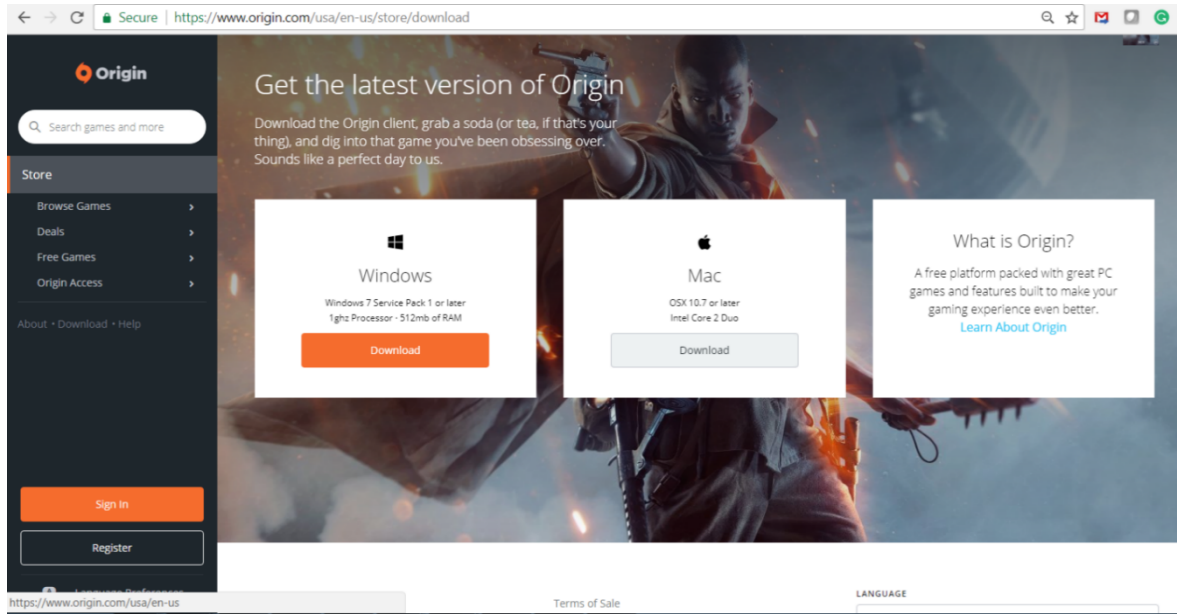 Secure | https://www.origin.com/usa/en-us/store/download
Origin
Search games and more
Store
Browse Games
Deals
Free Games
Origin Access
About • Download • Help
Sign In
Register
Language Preferences
https://www.origin.com/usa/en-us
Get the latest version of Origin
Download the Origin client, grab a soda (or tea, if that's your
thing), and dig into that game you've been obsessing over.
Sounds like a perfect day to us.
Windows
Windows 7 Service Pack 1 or later
1ghz Processor - 512mb of RAM
Download
Mac
OSX 10.7 or later
Intel Core 2 Duo
Download
What is Origin?
A free platform packed with great PC
games and features built to make your
gaming experience even better.
Learn About Origin
Terms of Sale
LANGUAGE